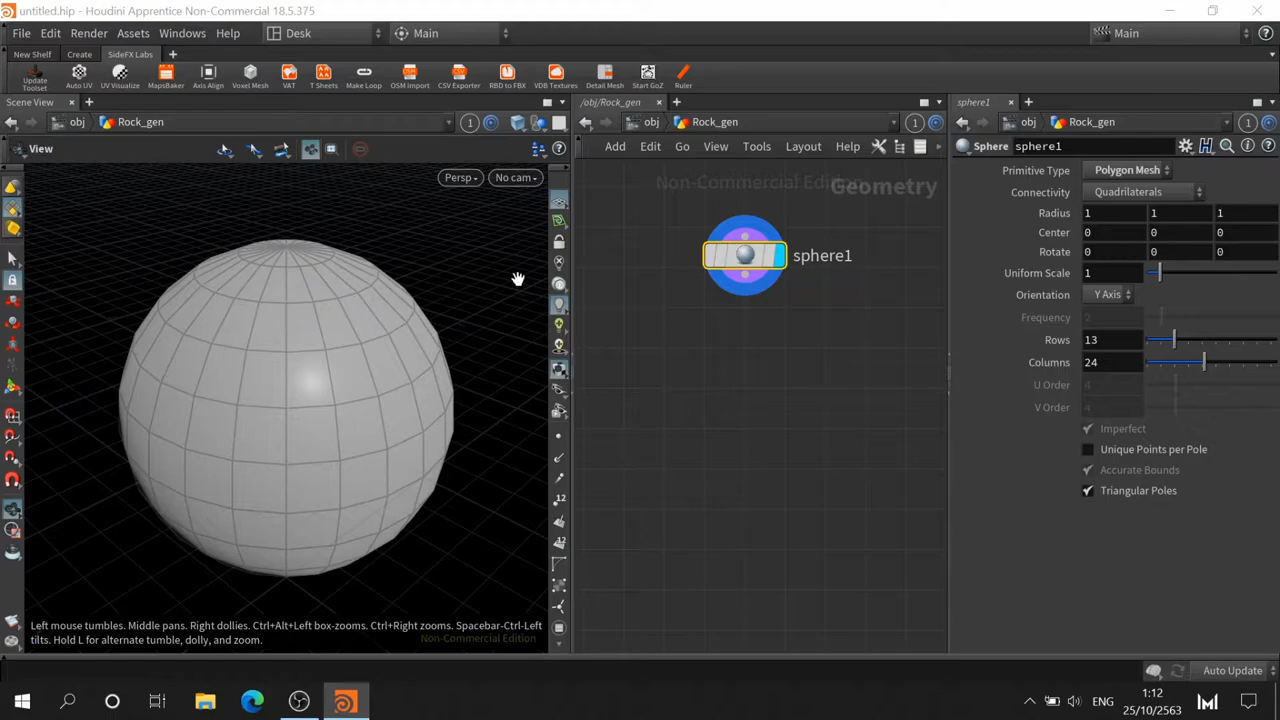 untitled.hip - Houdini Apprentice Non-Commercial 18.5.375
File Edit Render Assets Windows Help Desk Main Main
New Shelf Create SideFX Labs
Update Toolset Auto UV UV Visualize MapsBaker Axis Align Voxel Mesh VAT T Sheets Make Loop OSM Import CSV Exporter RBD to FBX VDB Textures Detail Mesh Start GoZ Ruler
Scene View /obj/Rock_gen sphere1
obj Rock_gen 1 obj Rock_gen 1 obj Rock_gen 1
View Add Edit Go View Tools Layout Help Sphere sphere1
Persp No cam
Non-Commercial Edition Geometry
sphere1
Primitive Type Polygon Mesh
Connectivity Quadrilaterals
Radius 1 1 1
Center 0 0 0
Rotate 0 0 0
Uniform Scale 1
Orientation Y Axis
Frequency 2
Rows 13
Columns 24
U Order 4
V Order 4
Imperfect
Unique Points per Pole
Accurate Bounds
Triangular Poles
12
12
Left mouse tumbles. Middle pans. Right dollies. Ctrl+Alt+Left box-zooms. Ctrl+Right zooms. Spacebar-Ctrl-Left
tilts. Hold L for alternate tumble, dolly, and zoom.
Non-Commercial Edition
Auto Update
ENG
1:12
25/10/2563